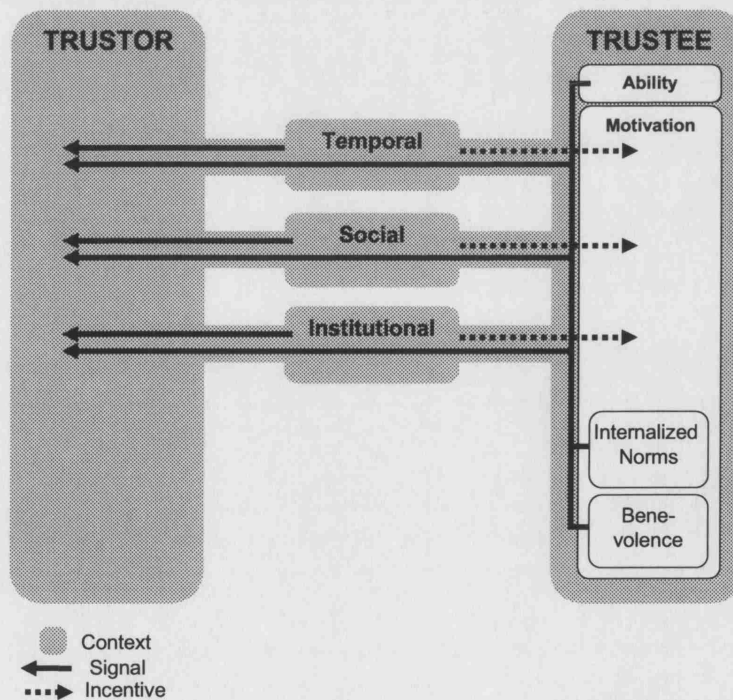 TRUSTOR
TRUSTEE
Ability
Motivation
Temporal
Social
Institutional
Internalized
Norms
Bene-
volence
Context
Signal
Incentive